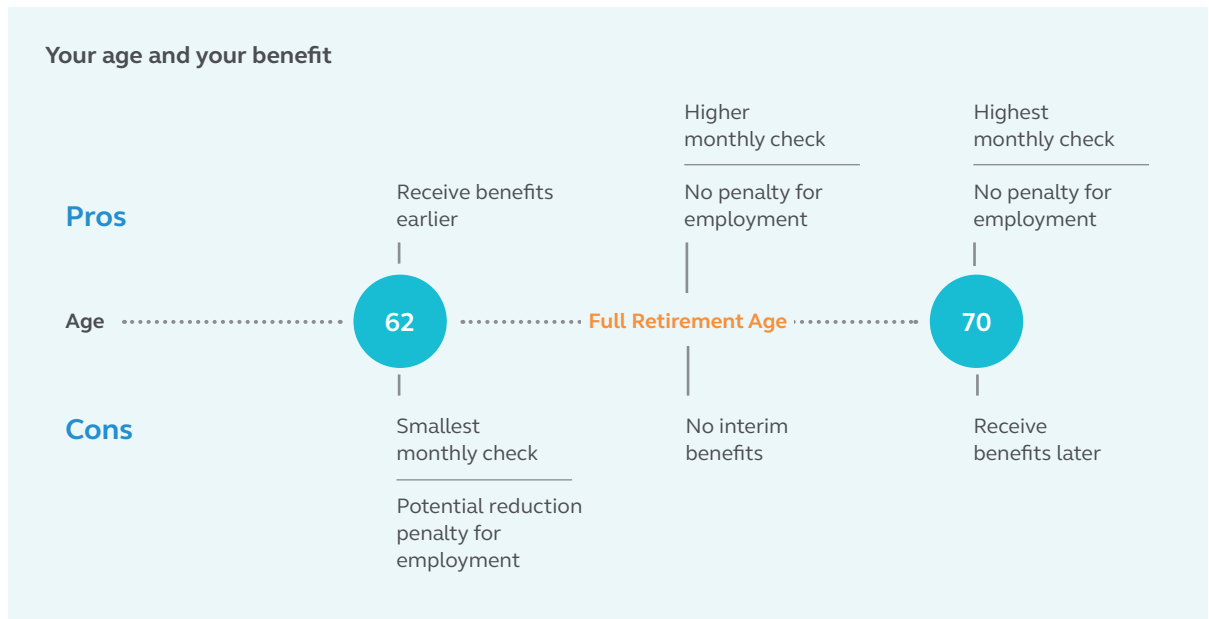 Your age and your benefit
Higher
monthly check
Highest
monthly check
Pros
Receive benefits
earlier
No penalty for
employment
No penalty for
employment
Age
62
Full Retirement Age
70
Cons
Smallest
monthly check
No interim
benefits
Receive
benefits later
Potential reduction
penalty for
employment